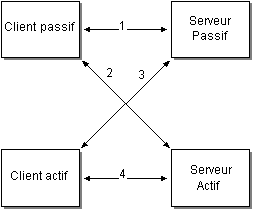 Client passif
1
Serveur
Passif
2
3
Client actif
4
Serveur
Actif